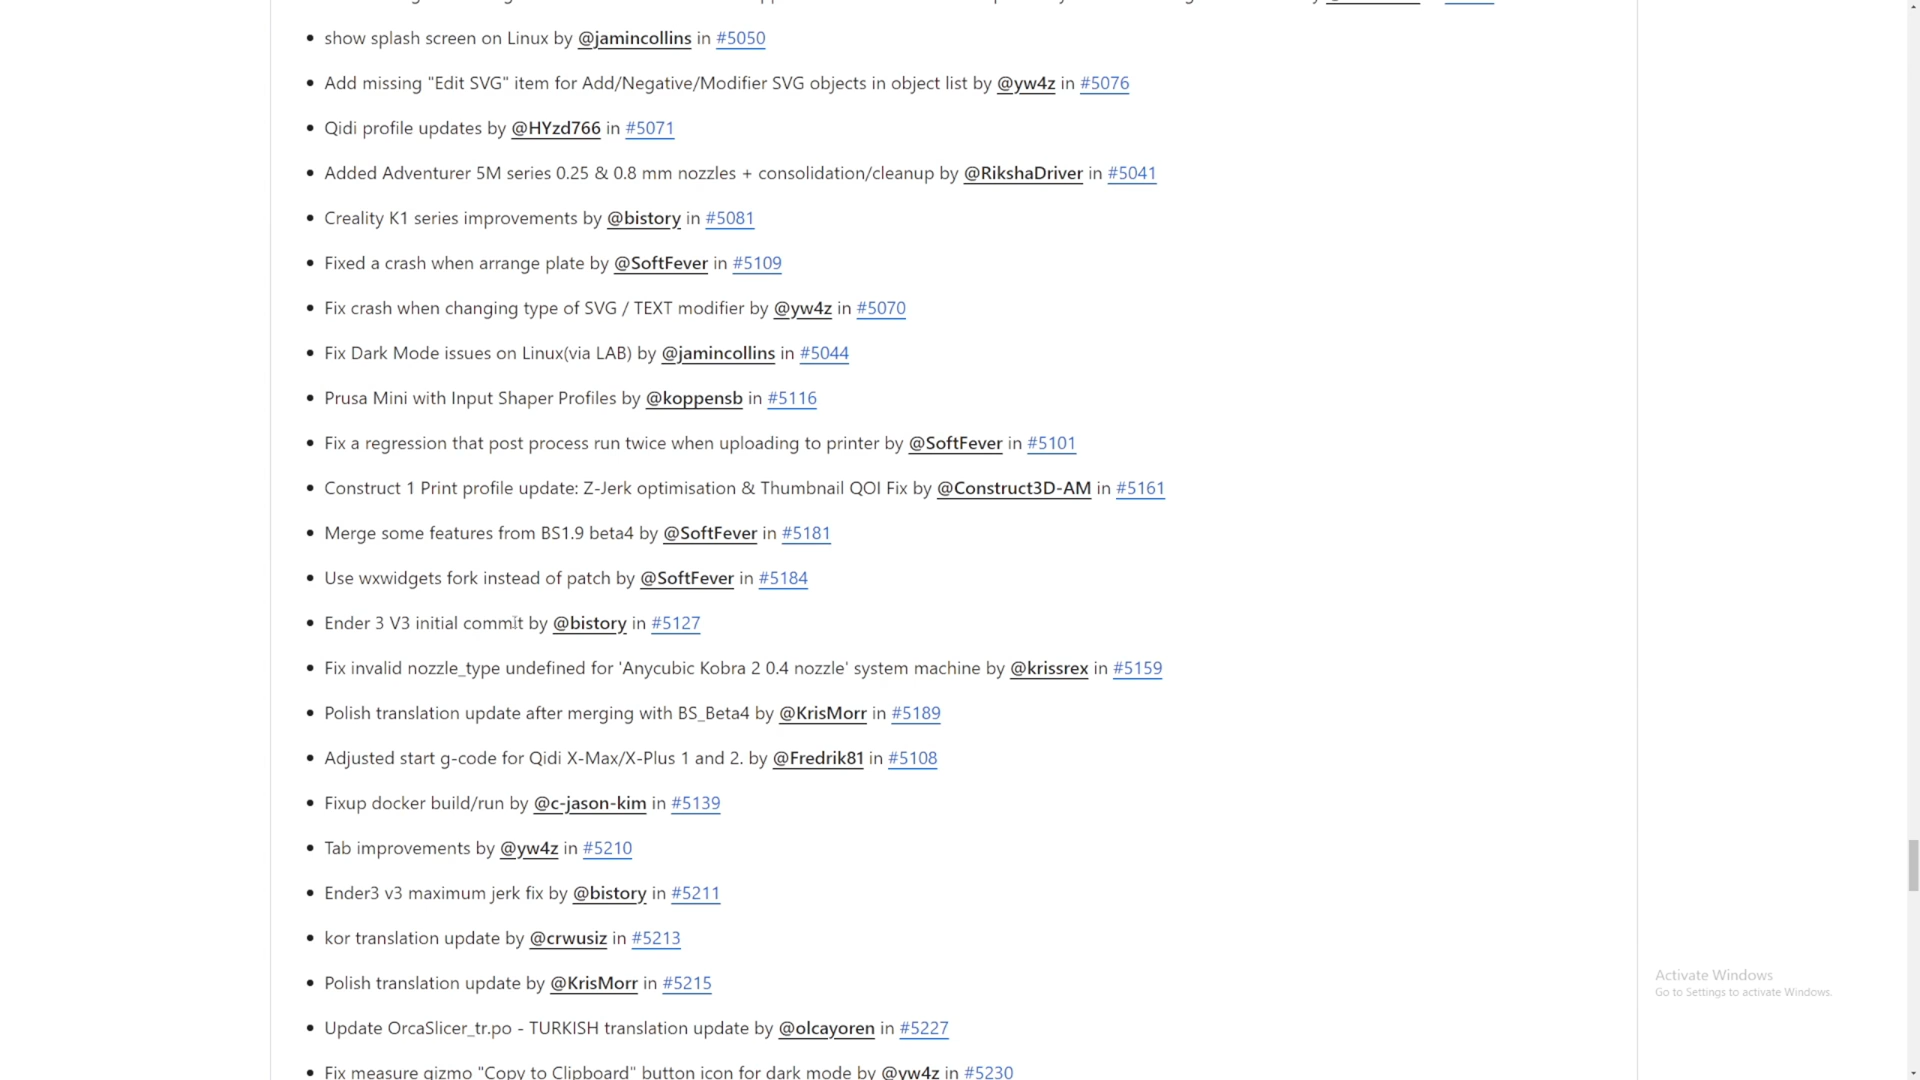 show splash screen on Linux by @jamincollins in #5050
Add missing "Edit SVG" item for Add/Negative/Modifier SVG objects in object list by @yw4z in #5076
Qidi profile updates by @HYzd766 in #5071
Added Adventurer 5M series 0.25 & 0.8 mm nozzles + consolidation/cleanup by @RikshaDriver in #5041
Creality K1 series improvements by @bistory in #5081
Fixed a crash when arrange plate by @SoftFever in #5109
Fix crash when changing type of SVG / TEXT modifier by @yw4z in #5070
Fix Dark Mode issues on Linux(via LAB) by @jamincollins in #5044
Prusa Mini with Input Shaper Profiles by @koppensb in #5116
Fix a regression that post process run twice when uploading to printer by @SoftFever in #5101
Construct 1 Print profile update: Z-Jerk optimisation & Thumbnail QOI Fix by @Construct3D-AM in #5161
Merge some features from BS1.9 beta4 by @SoftFever in #5181
Use wxwidgets fork instead of patch by @SoftFever in #5184
Ender 3 V3 initial commit by @bistory in #5127
Fix invalid nozzle_type undefined for 'Anycubic Kobra 2 0.4 nozzle' system machine by @krissrex in #5159
Polish translation update after merging with BS_Beta4 by @KrisMorr in #5189
Adjusted start g-code for Qidi X-Max/X-Plus 1 and 2. by @Fredrik81 in #5108
Fixup docker build/run by @c-jason-kim in #5139
Tab improvements by @yw4z in #5210
Ender3 v3 maximum jerk fix by @bistory in #5211
kor translation update by @crwusiz in #5213
Polish translation update by @KrisMorr in #5215
Update OrcaSlicer_tr.po - TURKISH translation update by @olcayoren in #5227
Fix measure gizmo "Copy to Clipboard" button icon for dark mode by @yw4z in #5230
Activate Windows
Go to Settings to activate Windows.